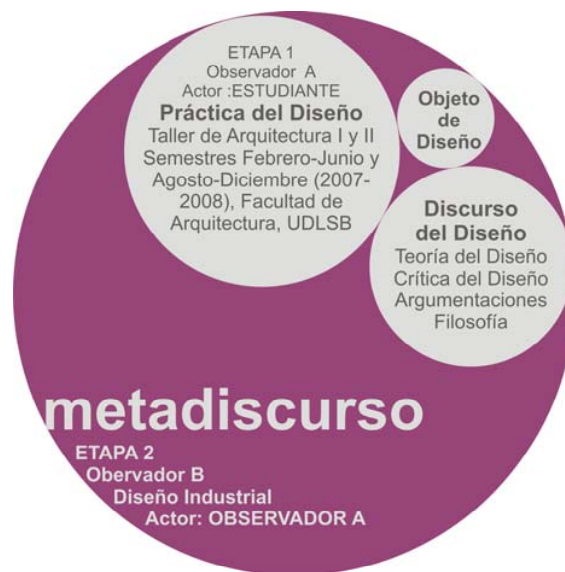 ETAPA 1
Observador A
Actor :ESTUDIANTE
Práctica del Diseño
Taller de Arquitectura I y II
Semestres Febrero-Junio y
Agosto-Diciembre (2007-
2008), Facultad de
Arquitectura, UDLSB
Objeto
de
Diseño
Discurso
del Diseño
Teoría del Diseño
Crítica del Diseño
Argumentaciones
Filosofía
metadiscurso
ETAPA 2
Obervador B
Diseño Industrial
Actor: OBSERVADOR A